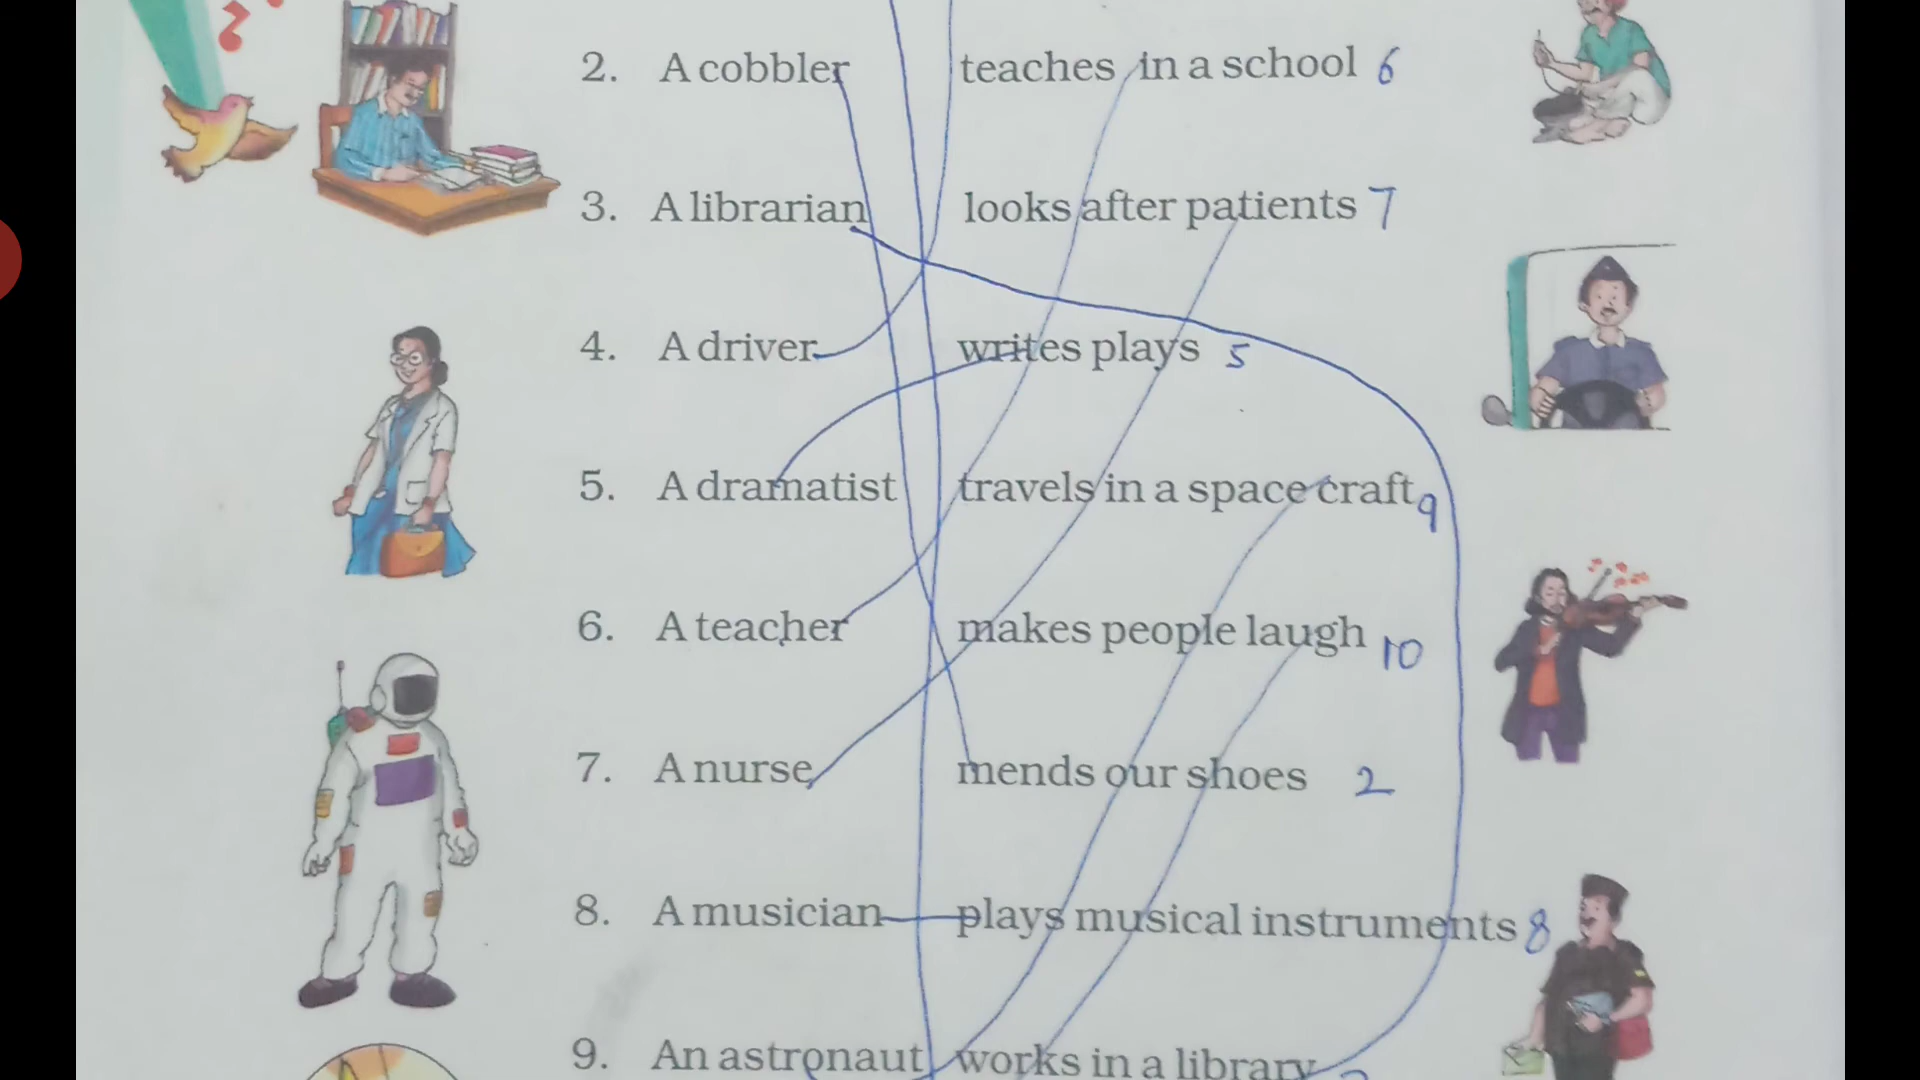 2. A cobbler teaches in a school 6
3. A librarian looks after patients 7
4. A driver writes plays 5
5. A dramatist travels in a space craft 9
6. A teacher makes people laugh 10
7. A nurse mends our shoes 2
8. A musician plays musical instruments 8
9. An astronaut works in a library